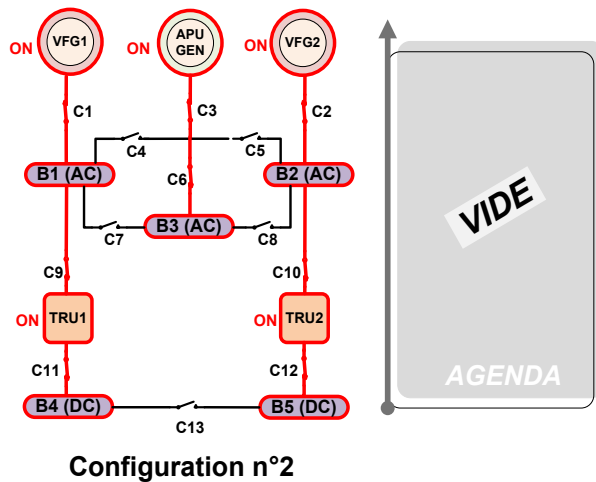 ON VFG1
ON APU GEN
ON VFG2
C1
C3
C2
C4
C5
B1 (AC)
C6
B2 (AC)
C7
B3 (AC)
C8
C9
C10
ON TRU1
ON TRU2
C11
C12
B4 (DC)
B5 (DC)
C13
Configuration n°2
VIDE
AGENDA